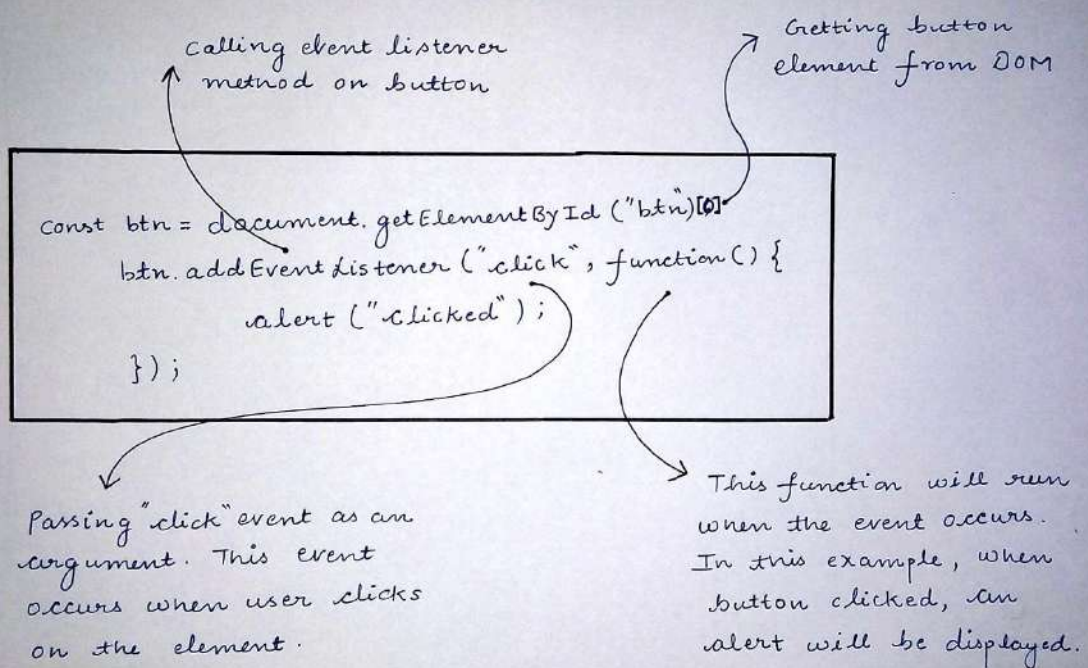 Calling event listener
method on button
Getting button
element from DOM
const btn = document.getElementById ("btn")[0]
btn.addEventListener ("click", function() {
alert ("clicked");
});
Passing "click" event as an
argument. This event
occurs when user clicks
on the element.
This function will run
when the event occurs.
In this example, when
button clicked, an
alert will be displayed.